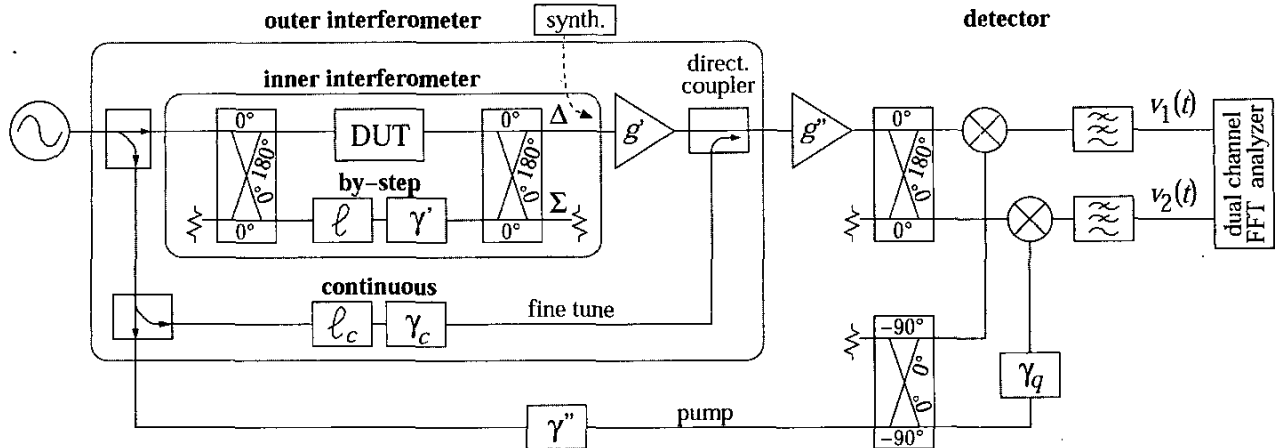 outer interferometer
synth.
detector
inner interferometer
direct.
coupler
0°
180°
0°
0°
DUT
by–step
ℓ
γ'
0°
180°
0°
0°
Δ
Σ
g'
g"
0°
180°
0°
0°
v1(t)
v2(t)
dual channel
FFT analyzer
continuous
ℓc
γc
fine tune
–90°
0°
0°
–90°
γq
γ"
pump